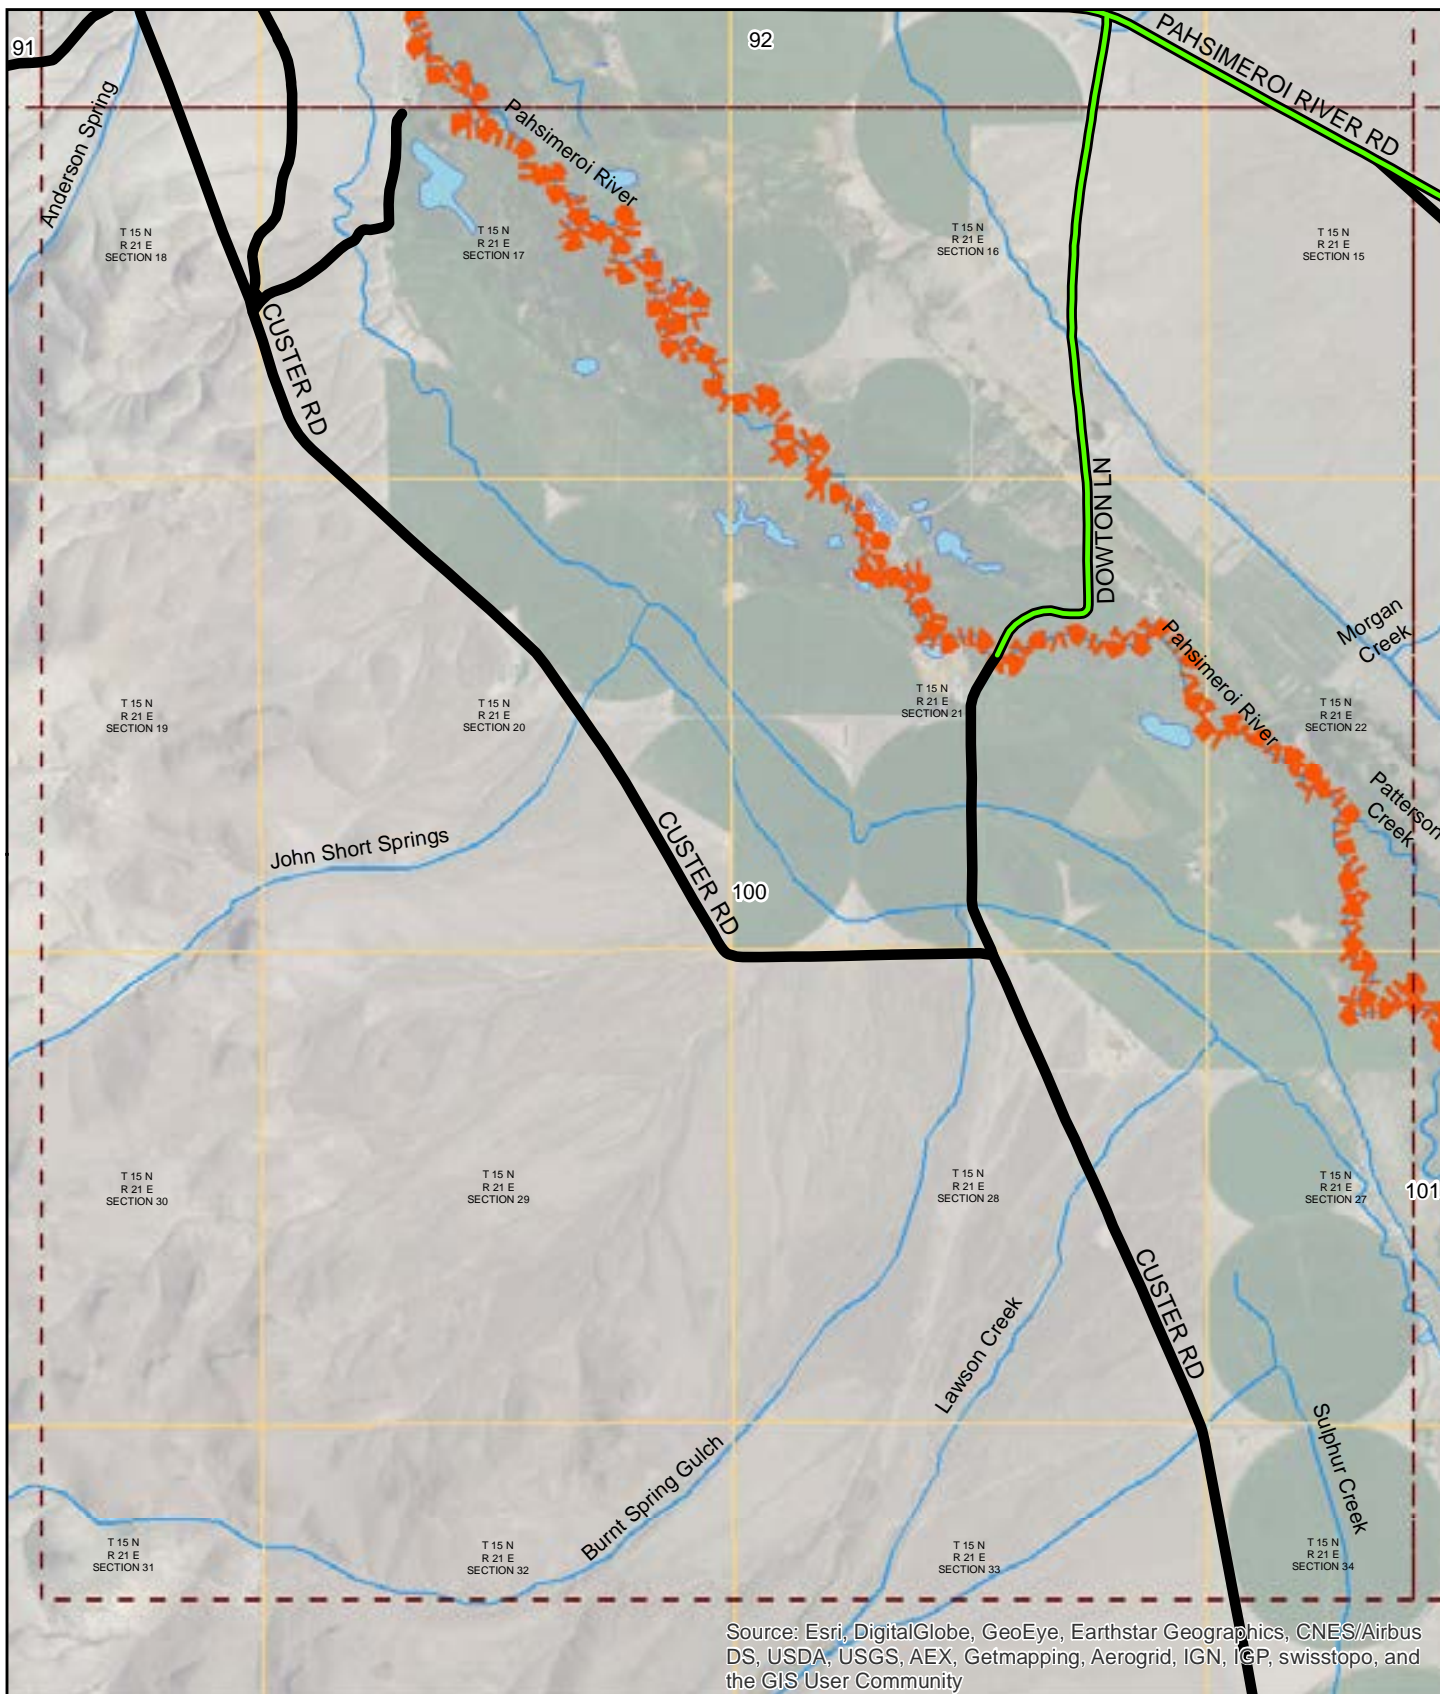 91
92
PAHSIMEROI RIVER RD
Anderson Spring
Pahsimeroi River
T 15 N
R 21 E
SECTION 18
T 15 N
R 21 E
SECTION 17
T 15 N
R 21 E
SECTION 16
T 15 N
R 21 E
SECTION 15
CUSTER RD
DOWTON LN
Morgan
Creek
Pahsimeroi River
T 15 N
R 21 E
SECTION 19
T 15 N
R 21 E
SECTION 20
T 15 N
R 21 E
SECTION 21
T 15 N
R 21 E
SECTION 22
Patterson
Creek
John Short Springs
CUSTER RD
100
T 15 N
R 21 E
SECTION 30
T 15 N
R 21 E
SECTION 29
T 15 N
R 21 E
SECTION 28
T 15 N
R 21 E
SECTION 27
101
CUSTER RD
Lawson Creek
Sulphur Creek
Burnt Spring Gulch
T 15 N
R 21 E
SECTION 31
T 15 N
R 21 E
SECTION 32
T 15 N
R 21 E
SECTION 33
T 15 N
R 21 E
SECTION 34
Source: Esri, DigitalGlobe, GeoEye, Earthstar Geographics, CNES/Airbus
DS, USDA, USGS, AEX, Getmapping, Aerogrid, IGN, IGP, swisstopo, and
the GIS User Community